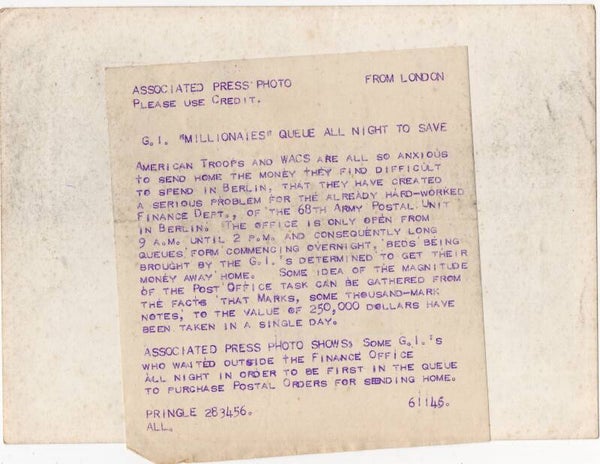 ASSOCIATED PRESS PHOTO FROM LONDON
PLEASE USE CREDIT.
G.I. "MILLIONAIES" QUEUE ALL NIGHT TO SAVE
AMERICAN TROOPS AND WACS ARE ALL SO ANXIOUS
TO SEND HOME THE MONEY THEY FIND DIFFICULT
TO SPEND IN BERLIN, THAT THEY HAVE CREATED
A SERIOUS PROBLEM FOR THE ALREADY HARD-WORKED
FINANCE DEPT., OF THE 68TH ARMY POSTAL UNIT
IN BERLIN. THE OFFICE IS ONLY OPEN FROM
9 A.M. UNTIL 2 P.M. AND CONSEQUENTLY LONG
QUEUES FORM COMMENCING OVERNIGHT, BEDS BEING
BROUGHT BY THE G.I.'S DETERMINED TO GET THEIR
MONEY AWAY HOME. SOME IDEA OF THE MAGNITUDE
OF THE POST OFFICE TASK CAN BE GATHERED FROM
THE FACTS THAT MARKS, SOME THOUSAND-MARK
NOTES, TO THE VALUE OF 250,000 DOLLARS HAVE
BEEN TAKEN IN A SINGLE DAY.
ASSOCIATED PRESS PHOTO SHOWS: SOME G.I.'S
WHO WAITED OUTSIDE THE FINANCE OFFICE
ALL NIGHT IN ORDER TO BE FIRST IN THE QUEUE
TO PURCHASE POSTAL ORDERS FOR SENDING HOME.
PRINGLE 283456. 61146.
ALL.